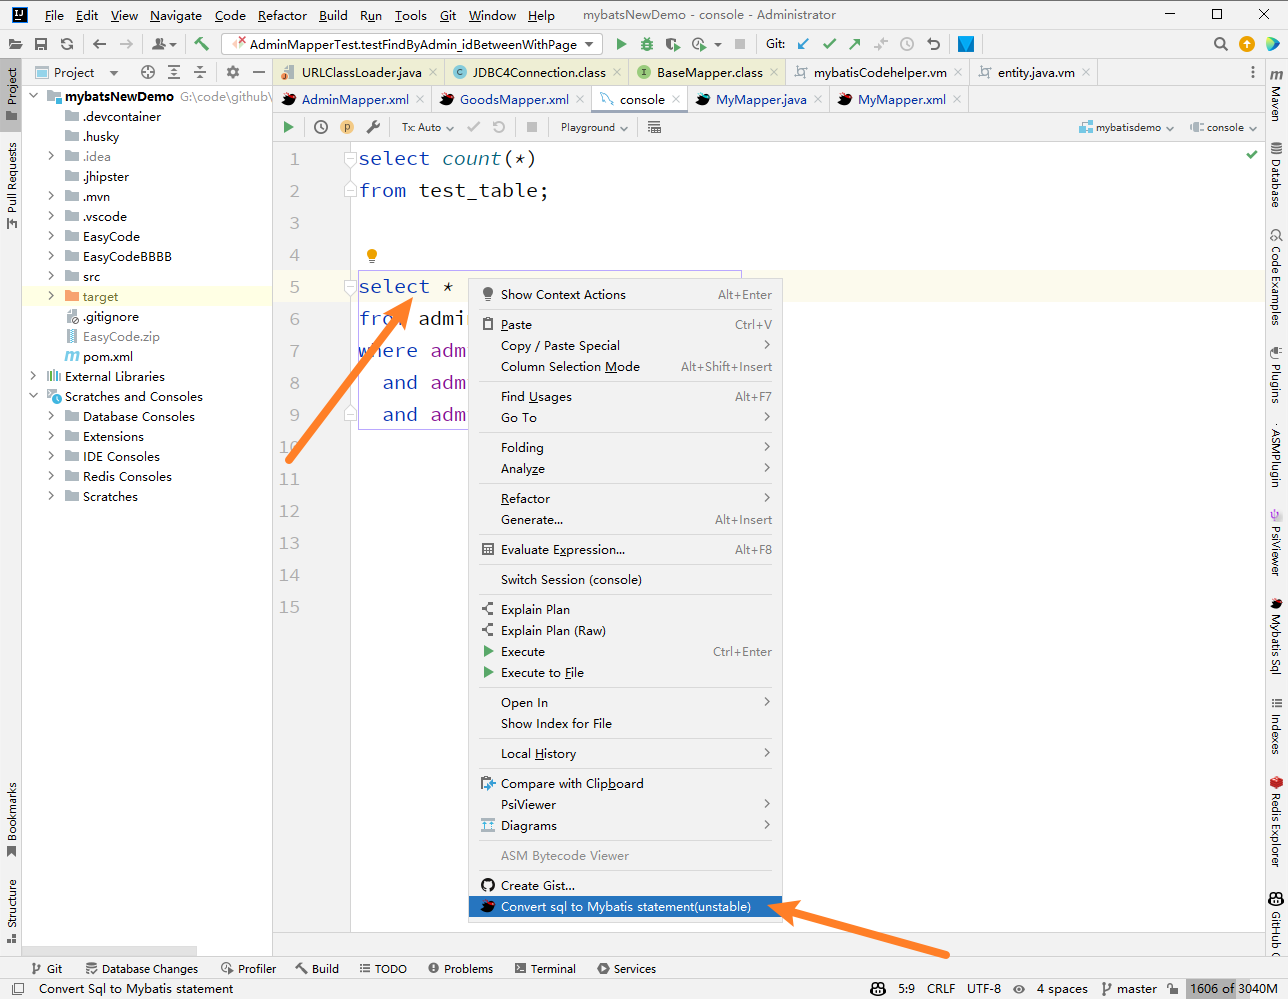 File Edit View Navigate Code Refactor Build Run Tools Git Window Help mybatsNewDemo - console - Administrator
AdminMapperTest.testFindByAdmin_idBetweenWithPage Git:
Project URLClassLoader.java JDBC4Connection.class BaseMapper.class mybatisCodehelper.vm entity.java.vm
AdminMapper.xml GoodsMapper.xml console MyMapper.java MyMapper.xml
Tx: Auto Playground mybatisdemo console
mybatsNewDemo G:\code\github\
.devcontainer
.husky
.idea
.jhipster
.mvn
.vscode
EasyCode
EasyCodeBBBB
src
target
.gitignore
EasyCode.zip
pom.xml
External Libraries
Scratches and Consoles
Database Consoles
Extensions
IDE Consoles
Redis Consoles
Scratches
1 select count(*)
2 from test_table;
3
4
5 select *
6 from admin
7 where adm
8 and adm
9 and adm
10
11
12
13
14
15
Show Context Actions Alt+Enter
Paste Ctrl+V
Copy / Paste Special
Column Selection Mode Alt+Shift+Insert
Find Usages Alt+F7
Go To
Folding
Analyze
Refactor
Generate... Alt+Insert
Evaluate Expression... Alt+F8
Switch Session (console)
Explain Plan
Explain Plan (Raw)
Execute Ctrl+Enter
Execute to File
Open In
Show Index for File
Local History
Compare with Clipboard
PsiViewer
Diagrams
ASM Bytecode Viewer
Create Gist...
Convert sql to Mybatis statement(unstable)
Project
Pull Requests
Bookmarks
Structure
Maven
Database
Code Examples
Plugins
ASMPlugin
PsiViewer
Mybatis Sql
Indexes
Redis Explorer
GitHub C
Git Database Changes Profiler Build TODO Problems Terminal Services
Convert Sql to Mybatis statement 5:9 CRLF UTF-8 4 spaces master 1606 of 3040M